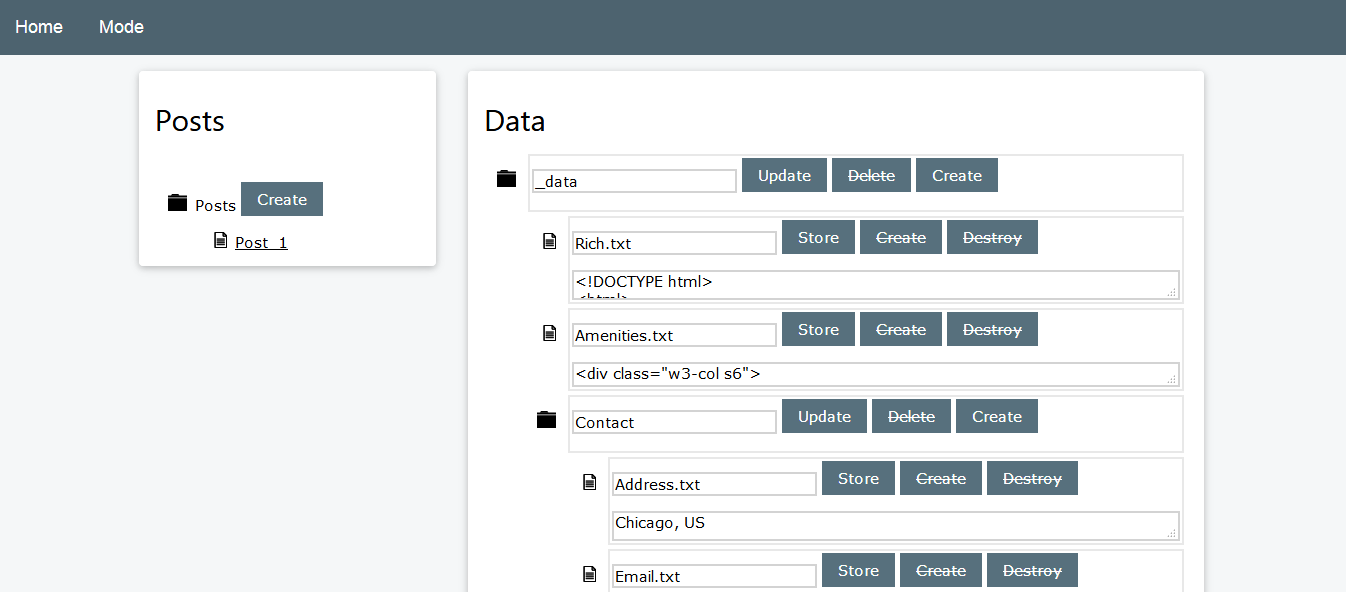 Home Mode
Posts
Posts Create
Post_1
Data
_data Update Delete Create
Rich.txt Store Create Destroy
<!DOCTYPE html>
<html>
Amenities.txt Store Create Destroy
<div class="w3-col s6">
Contact Update Delete Create
Address.txt Store Create Destroy
Chicago, US
Email.txt Store Create Destroy